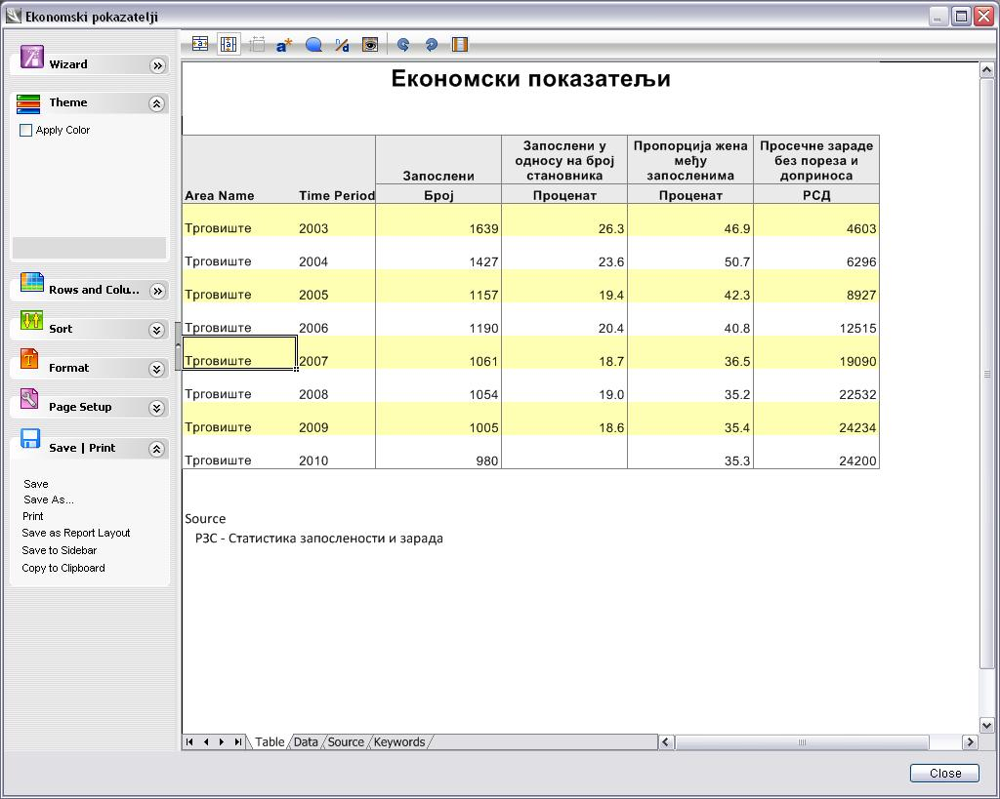 Ekonomski pokazatelji
Wizard
Theme
Apply Color
Rows and Colu...
Sort
Format
Page Setup
Save | Print
Save
Save As...
Print
Save as Report Layout
Save to Sidebar
Copy to Clipboard
Економски показатељи
Запослени у Пропорција жена Просечне зараде
односу на број међу без пореза и
Запослени становника запосленима доприноса
Area Name Time Period Број Проценат Проценат РСД
Трговиште 2003 1639 26.3 46.9 4603
Трговиште 2004 1427 23.6 50.7 6296
Трговиште 2005 1157 19.4 42.3 8927
Трговиште 2006 1190 20.4 40.8 12515
Трговиште 2007 1061 18.7 36.5 19090
Трговиште 2008 1054 19.0 35.2 22532
Трговиште 2009 1005 18.6 35.4 24234
Трговиште 2010 980 35.3 24200
Source
РЗС - Статистика запослености и зарада
Table Data Source Keywords
Close